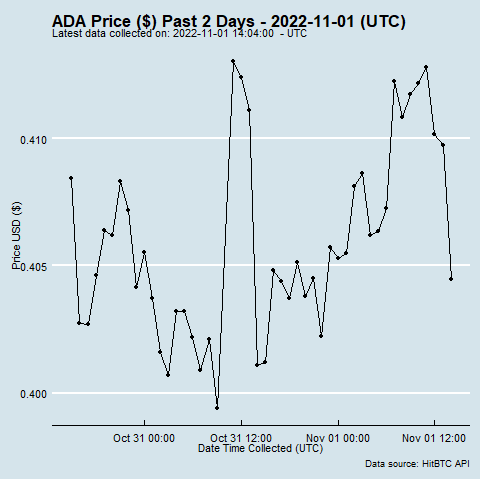 ADA Price ($) Past 2 Days - 2022-11-01 (UTC)
Latest data collected on: 2022-11-01 14:04:00  - UTC
0.410
0.405
0.400
Price USD ($)
Oct 31 00:00
Oct 31 12:00
Nov 01 00:00
Nov 01 12:00
Date Time Collected (UTC)
Data source: HitBTC API